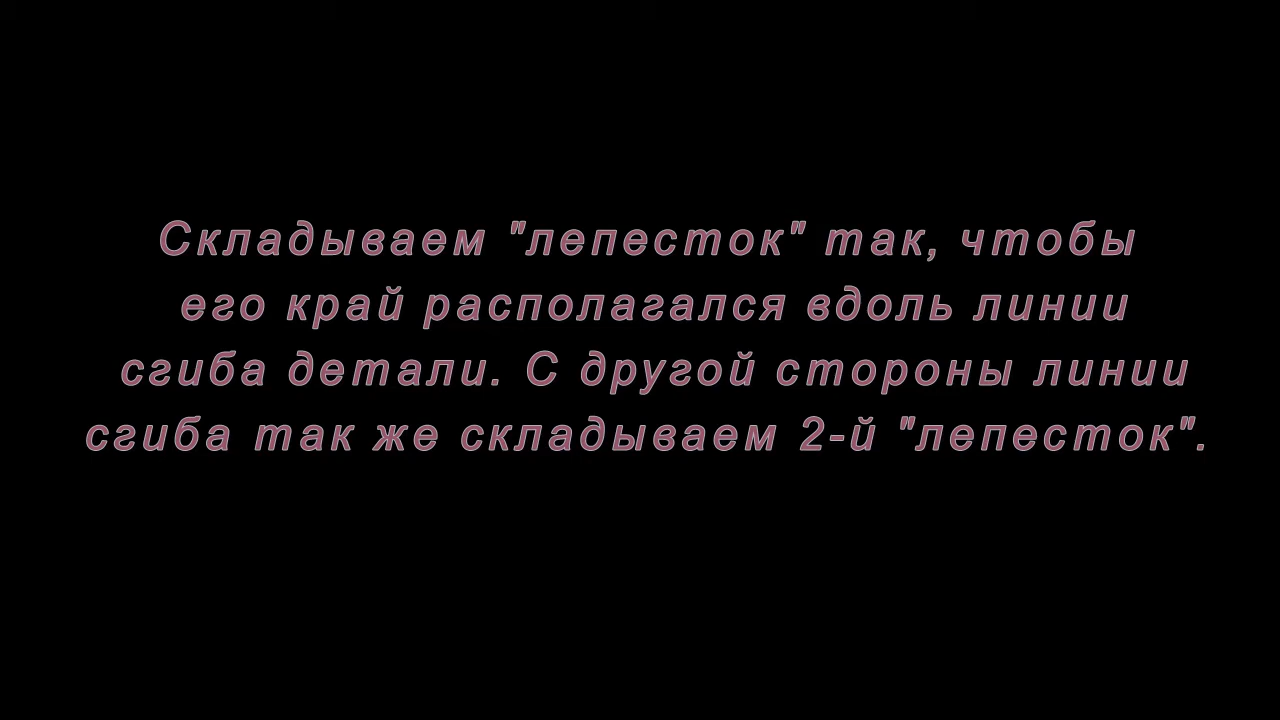 Складываем "лепесток" так, чтобы
его край располагался вдоль линии
сгиба детали. С другой стороны линии
сгиба так же складываем 2-й "лепесток".